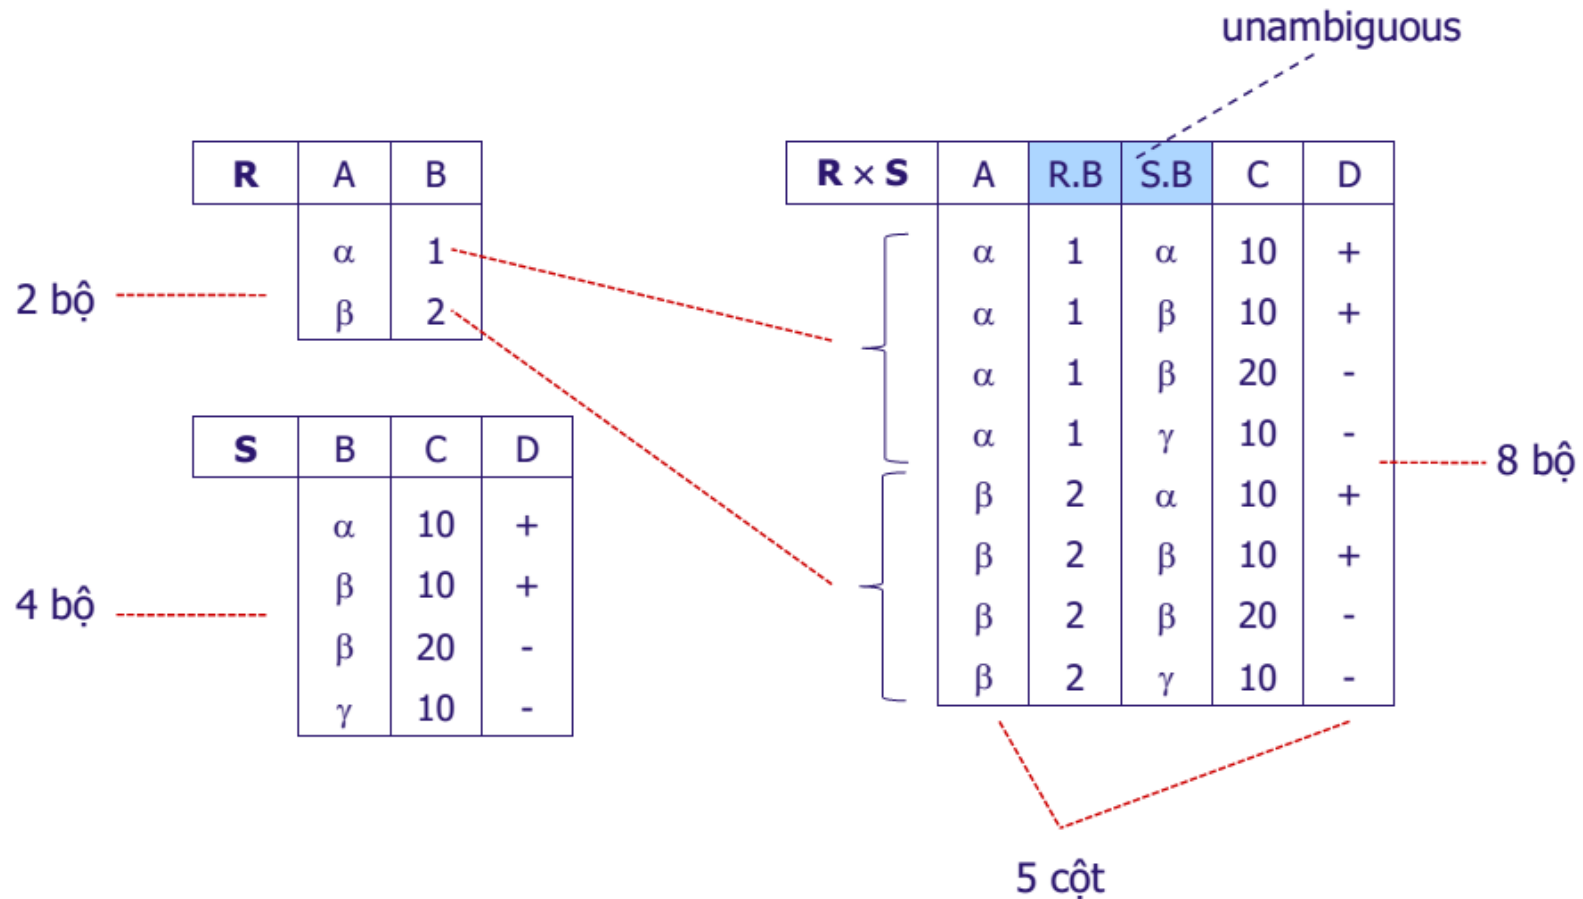 unambiguous
R A B
α 1
β 2
2 bộ
S B C D
α 10 +
β 10 +
β 20 -
γ 10 -
4 bộ
R × S A R.B S.B C D
α 1 α 10 +
α 1 β 10 +
α 1 β 20 -
α 1 γ 10 -
β 2 α 10 +
β 2 β 10 +
β 2 β 20 -
β 2 γ 10 -
8 bộ
5 cột